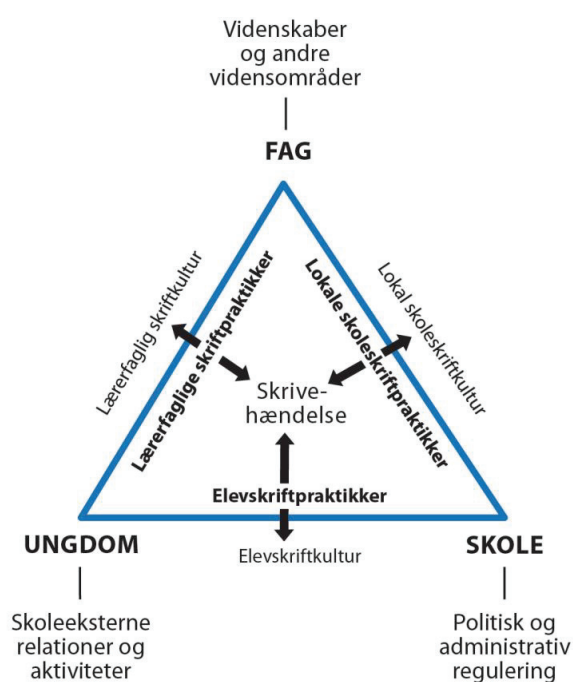 Videnskaber
og andre
vidensområder
FAG
Lærerfaglig skriftkultur
Lærerfaglige skriftpraktikker
Lokale skoleskriftpraktikker
Lokal skoleskriftkultur
Skrive-
hændelse
Elevskriftpraktikker
Elevskriftkultur
UNGDOM
SKOLE
Skoleeksterne
relationer og
aktiviteter
Politisk og
administrativ
regulering